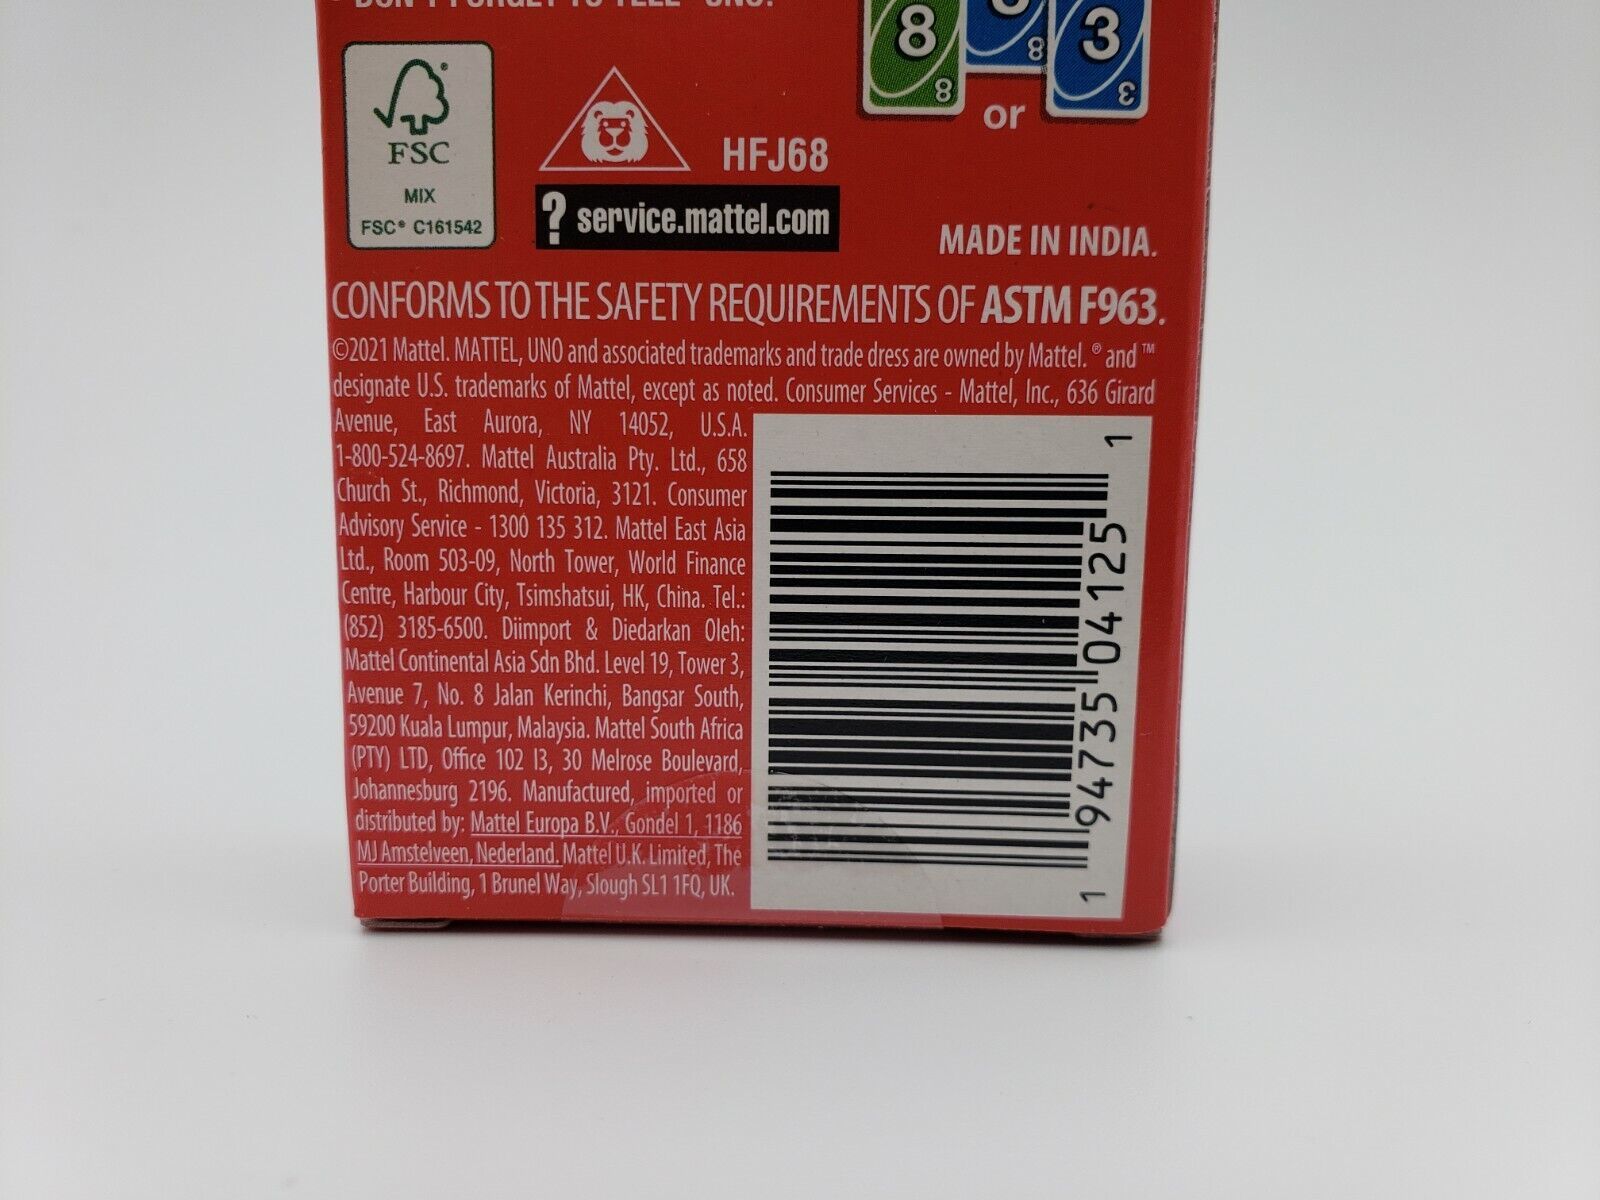 DON'T FORGET TO YELL "UNO!"
8
8
8
3
3
or
FSC
MIX
FSC® C161542
HFJ68
? service.mattel.com
MADE IN INDIA.
CONFORMS TO THE SAFETY REQUIREMENTS OF ASTM F963.
©2021 Mattel. MATTEL, UNO and associated trademarks and trade dress are owned by Mattel. ® and ™
designate U.S. trademarks of Mattel, except as noted. Consumer Services - Mattel, Inc., 636 Girard
Avenue, East Aurora, NY 14052, U.S.A.
1-800-524-8697. Mattel Australia Pty. Ltd., 658
Church St., Richmond, Victoria, 3121. Consumer
Advisory Service - 1300 135 312. Mattel East Asia
Ltd., Room 503-09, North Tower, World Finance
Centre, Harbour City, Tsimshatsui, HK, China. Tel.:
(852) 3185-6500. Diimport & Diedarkan Oleh:
Mattel Continental Asia Sdn Bhd. Level 19, Tower 3,
Avenue 7, No. 8 Jalan Kerinchi, Bangsar South,
59200 Kuala Lumpur, Malaysia. Mattel South Africa
(PTY) LTD, Office 102 I3, 30 Melrose Boulevard,
Johannesburg 2196. Manufactured, imported or
distributed by: Mattel Europa B.V., Gondel 1, 1186
MJ Amstelveen, Nederland. Mattel U.K. Limited, The
Porter Building, 1 Brunel Way, Slough SL1 1FQ, UK.
1 94735 04125 1